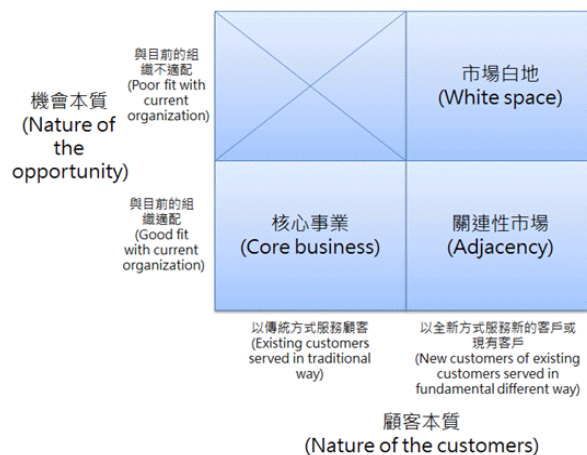 與目前的組
織不適配
(Poor fit with
current
organization)
市場白地
(White space)
機會本質
(Nature of
the
opportunity)
與目前的組
織適配
(Good fit
with current
organization)
核心事業
(Core business)
關連性市場
(Adjacency)
以傳統方式服務顧客
(Existing customers
served in traditional
way)
以全新方式服務新的客戶或
現有客戶
(New customers of existing
customers served in
fundamental different way)
顧客本質
(Nature of the customers)